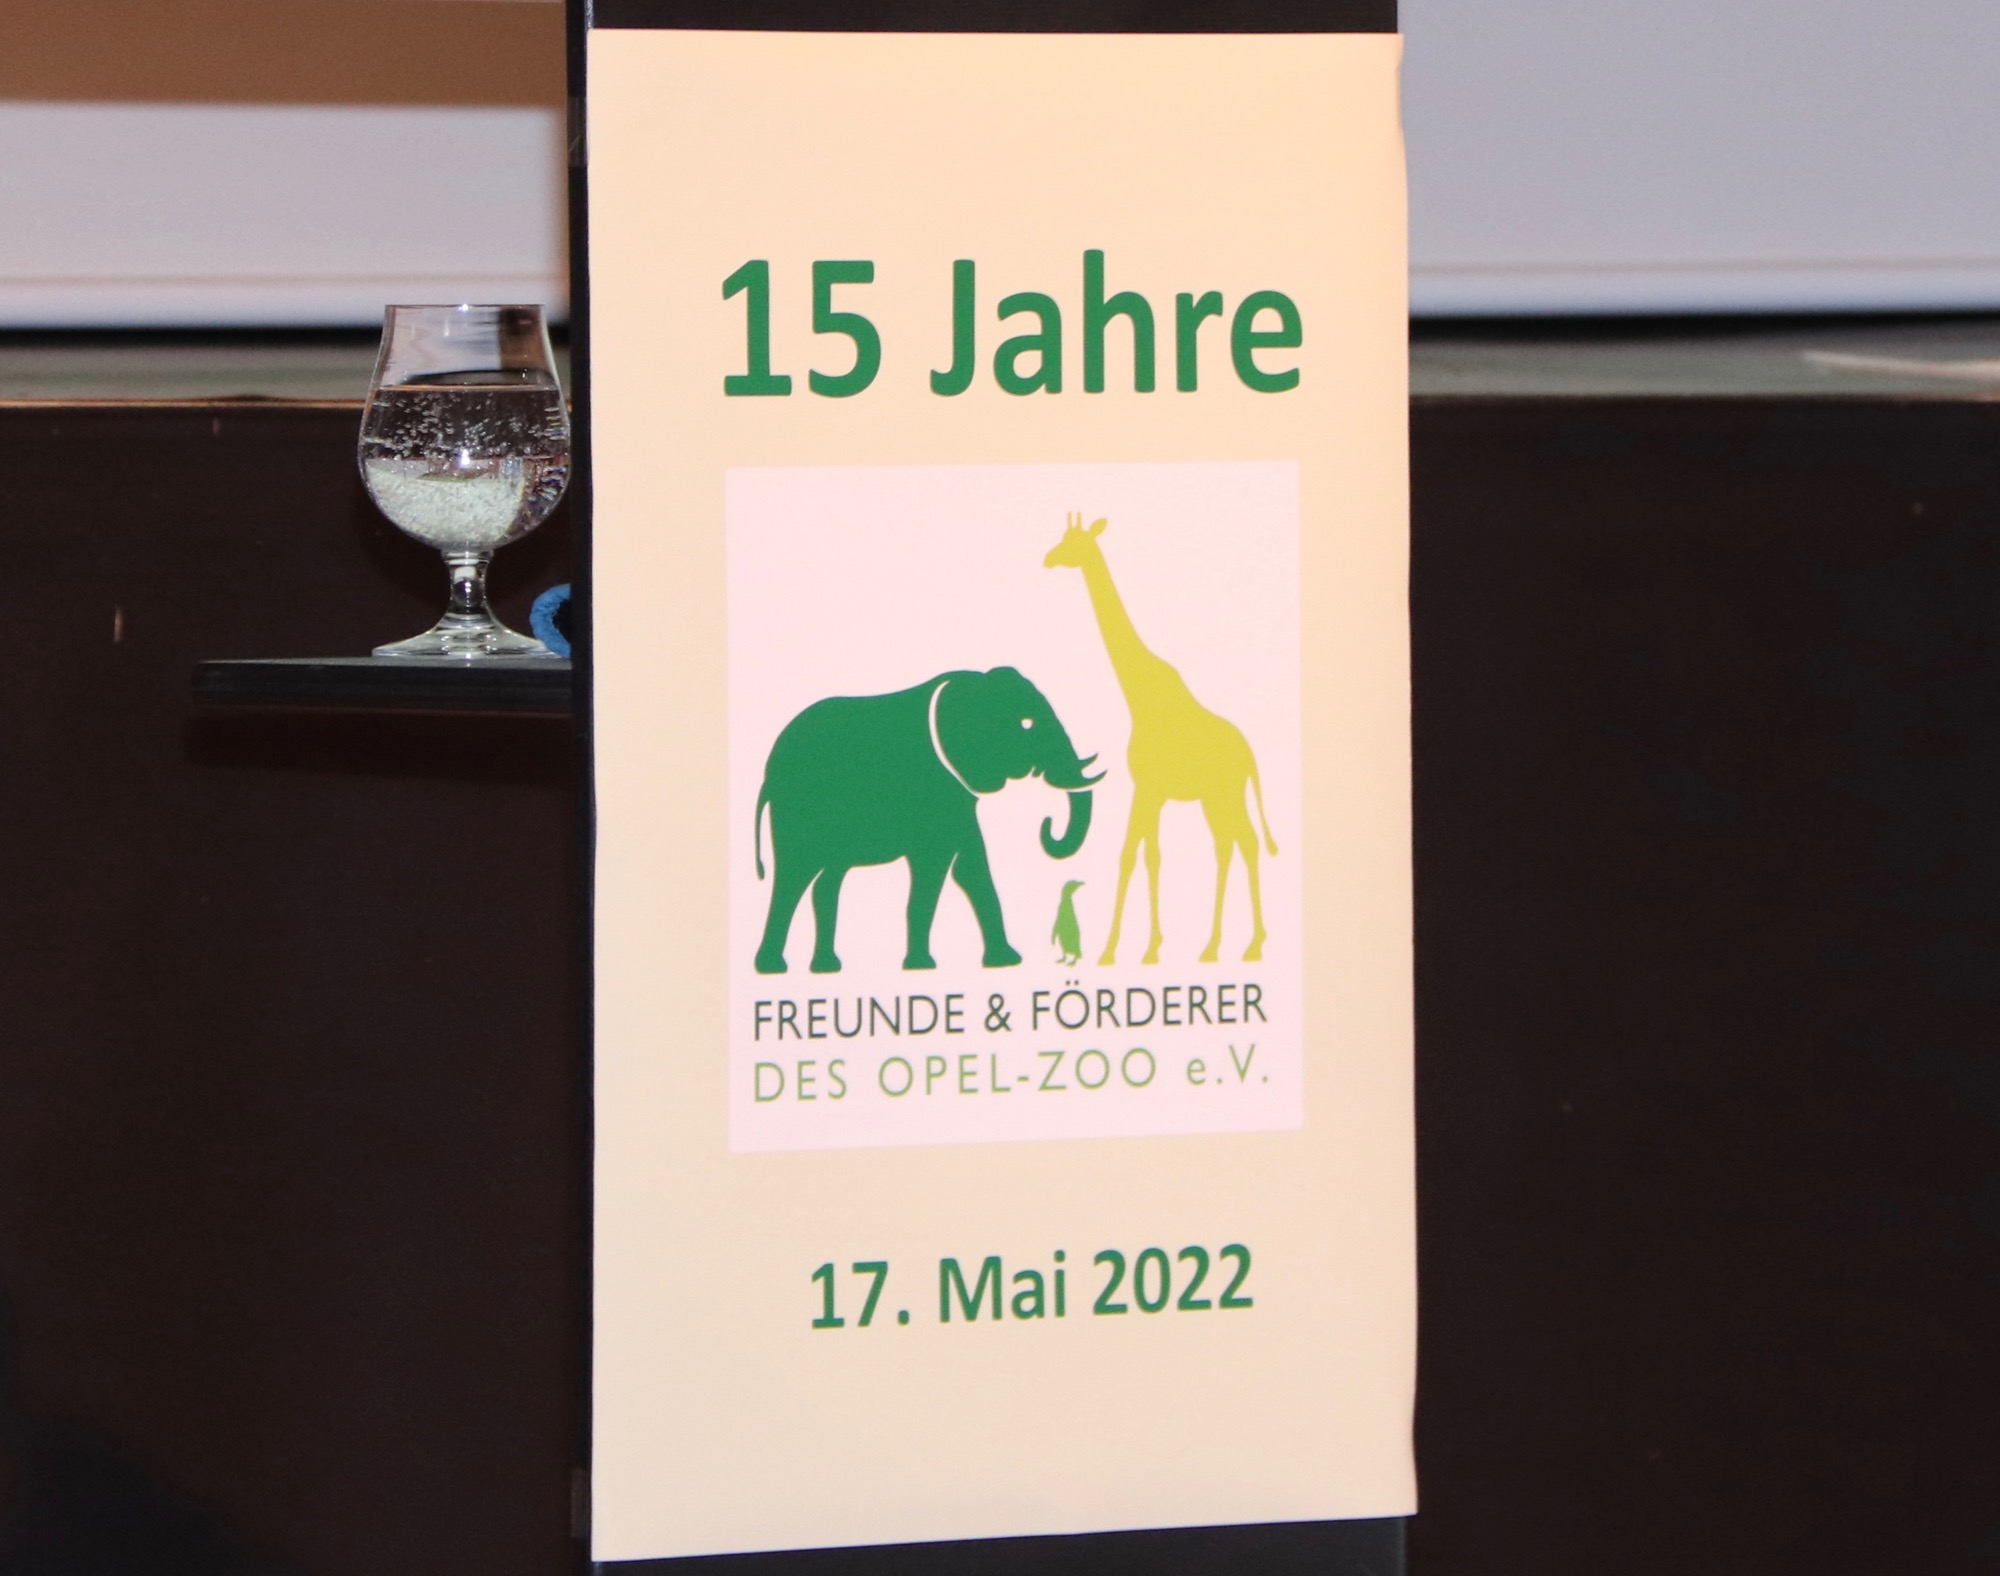 15 Jahre
FREUNDE & FÖRDERER
DES OPEL-ZOO e.V.
17. Mai 2022